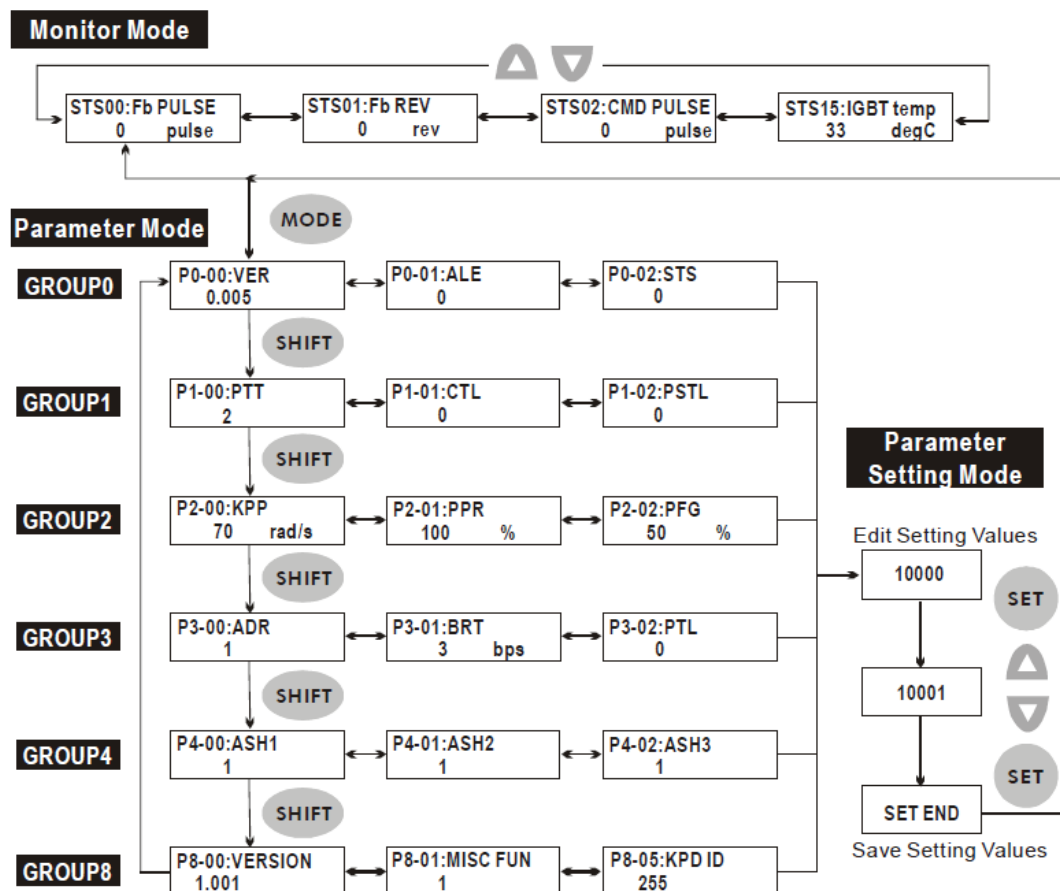 Monitor Mode
STS00:Fb PULSE
0 pulse
STS01:Fb REV
0 rev
STS02:CMD PULSE
0 pulse
STS15:IGBT temp
33 degC
MODE
Parameter Mode
GROUP0
P0-00:VER
0.005
P0-01:ALE
0
P0-02:STS
0
SHIFT
GROUP1
P1-00:PTT
2
P1-01:CTL
0
P1-02:PSTL
0
SHIFT
GROUP2
P2-00:KPP
70 rad/s
P2-01:PPR
100 %
P2-02:PFG
50 %
SHIFT
GROUP3
P3-00:ADR
1
P3-01:BRT
3 bps
P3-02:PTL
0
SHIFT
GROUP4
P4-00:ASH1
1
P4-01:ASH2
1
P4-02:ASH3
1
SHIFT
GROUP8
P8-00:VERSION
1.001
P8-01:MISC FUN
1
P8-05:KPD ID
255
Parameter
Setting Mode
Edit Setting Values
10000
SET
10001
SET
SET END
Save Setting Values